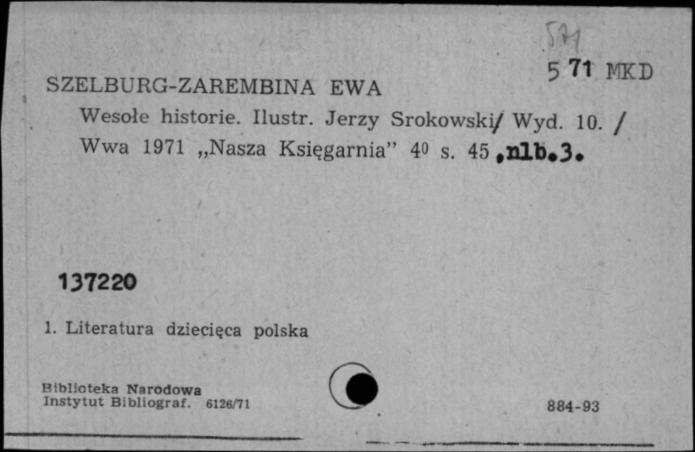 571
5 71 MKD
SZELBURG-ZAREMBINA EWA
Wesołe historie. Ilustr. Jerzy Srokowski/ Wyd. 10. /
Wwa 1971 „Nasza Księgarnia” 4⁰ s. 45,nlb.3.
137220
1. Literatura dziecięca polska
Biblioteka Narodowa
Instytut Bibliograf. 6126/71
884-93